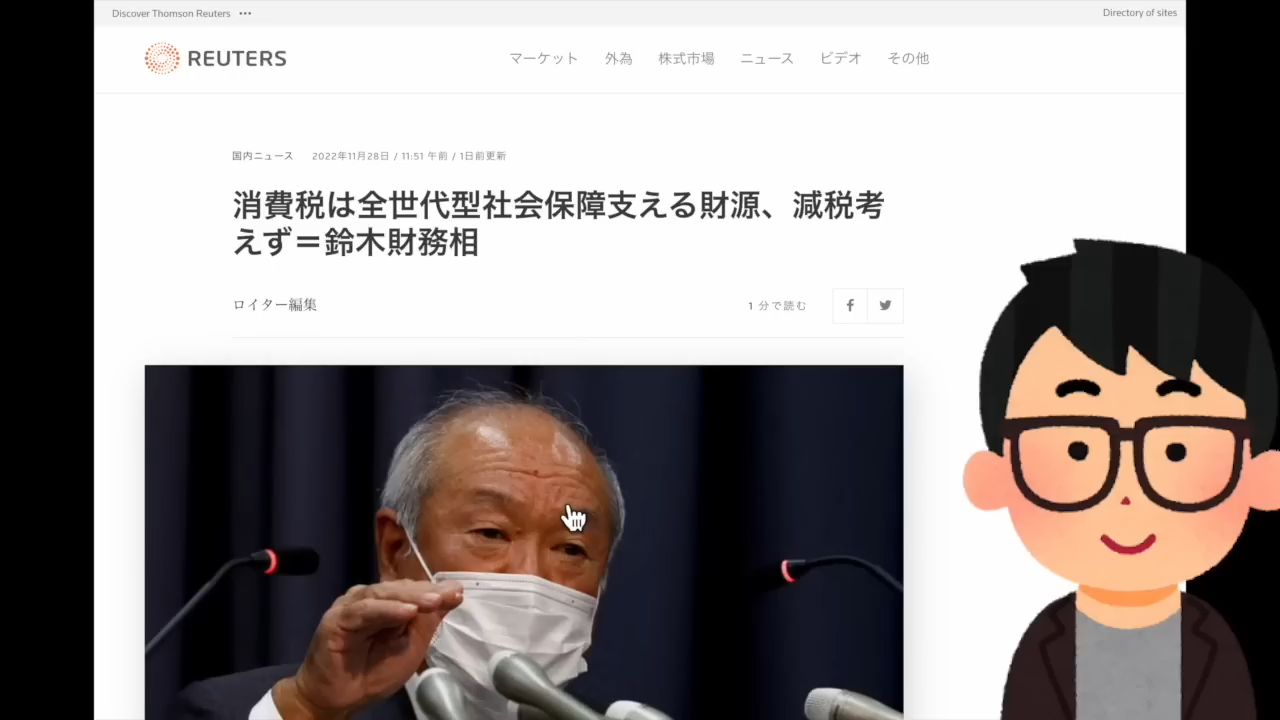 Discover Thomson Reuters •••
Directory of sites
REUTERS
マーケット 外為 株式市場 ニュース ビデオ その他
国内ニュース 2022年11月28日 / 11:51 午前 / 1日前更新
消費税は全世代型社会保障支える財源、減税考
えず＝鈴木財務相
ロイター編集
1 分で読む